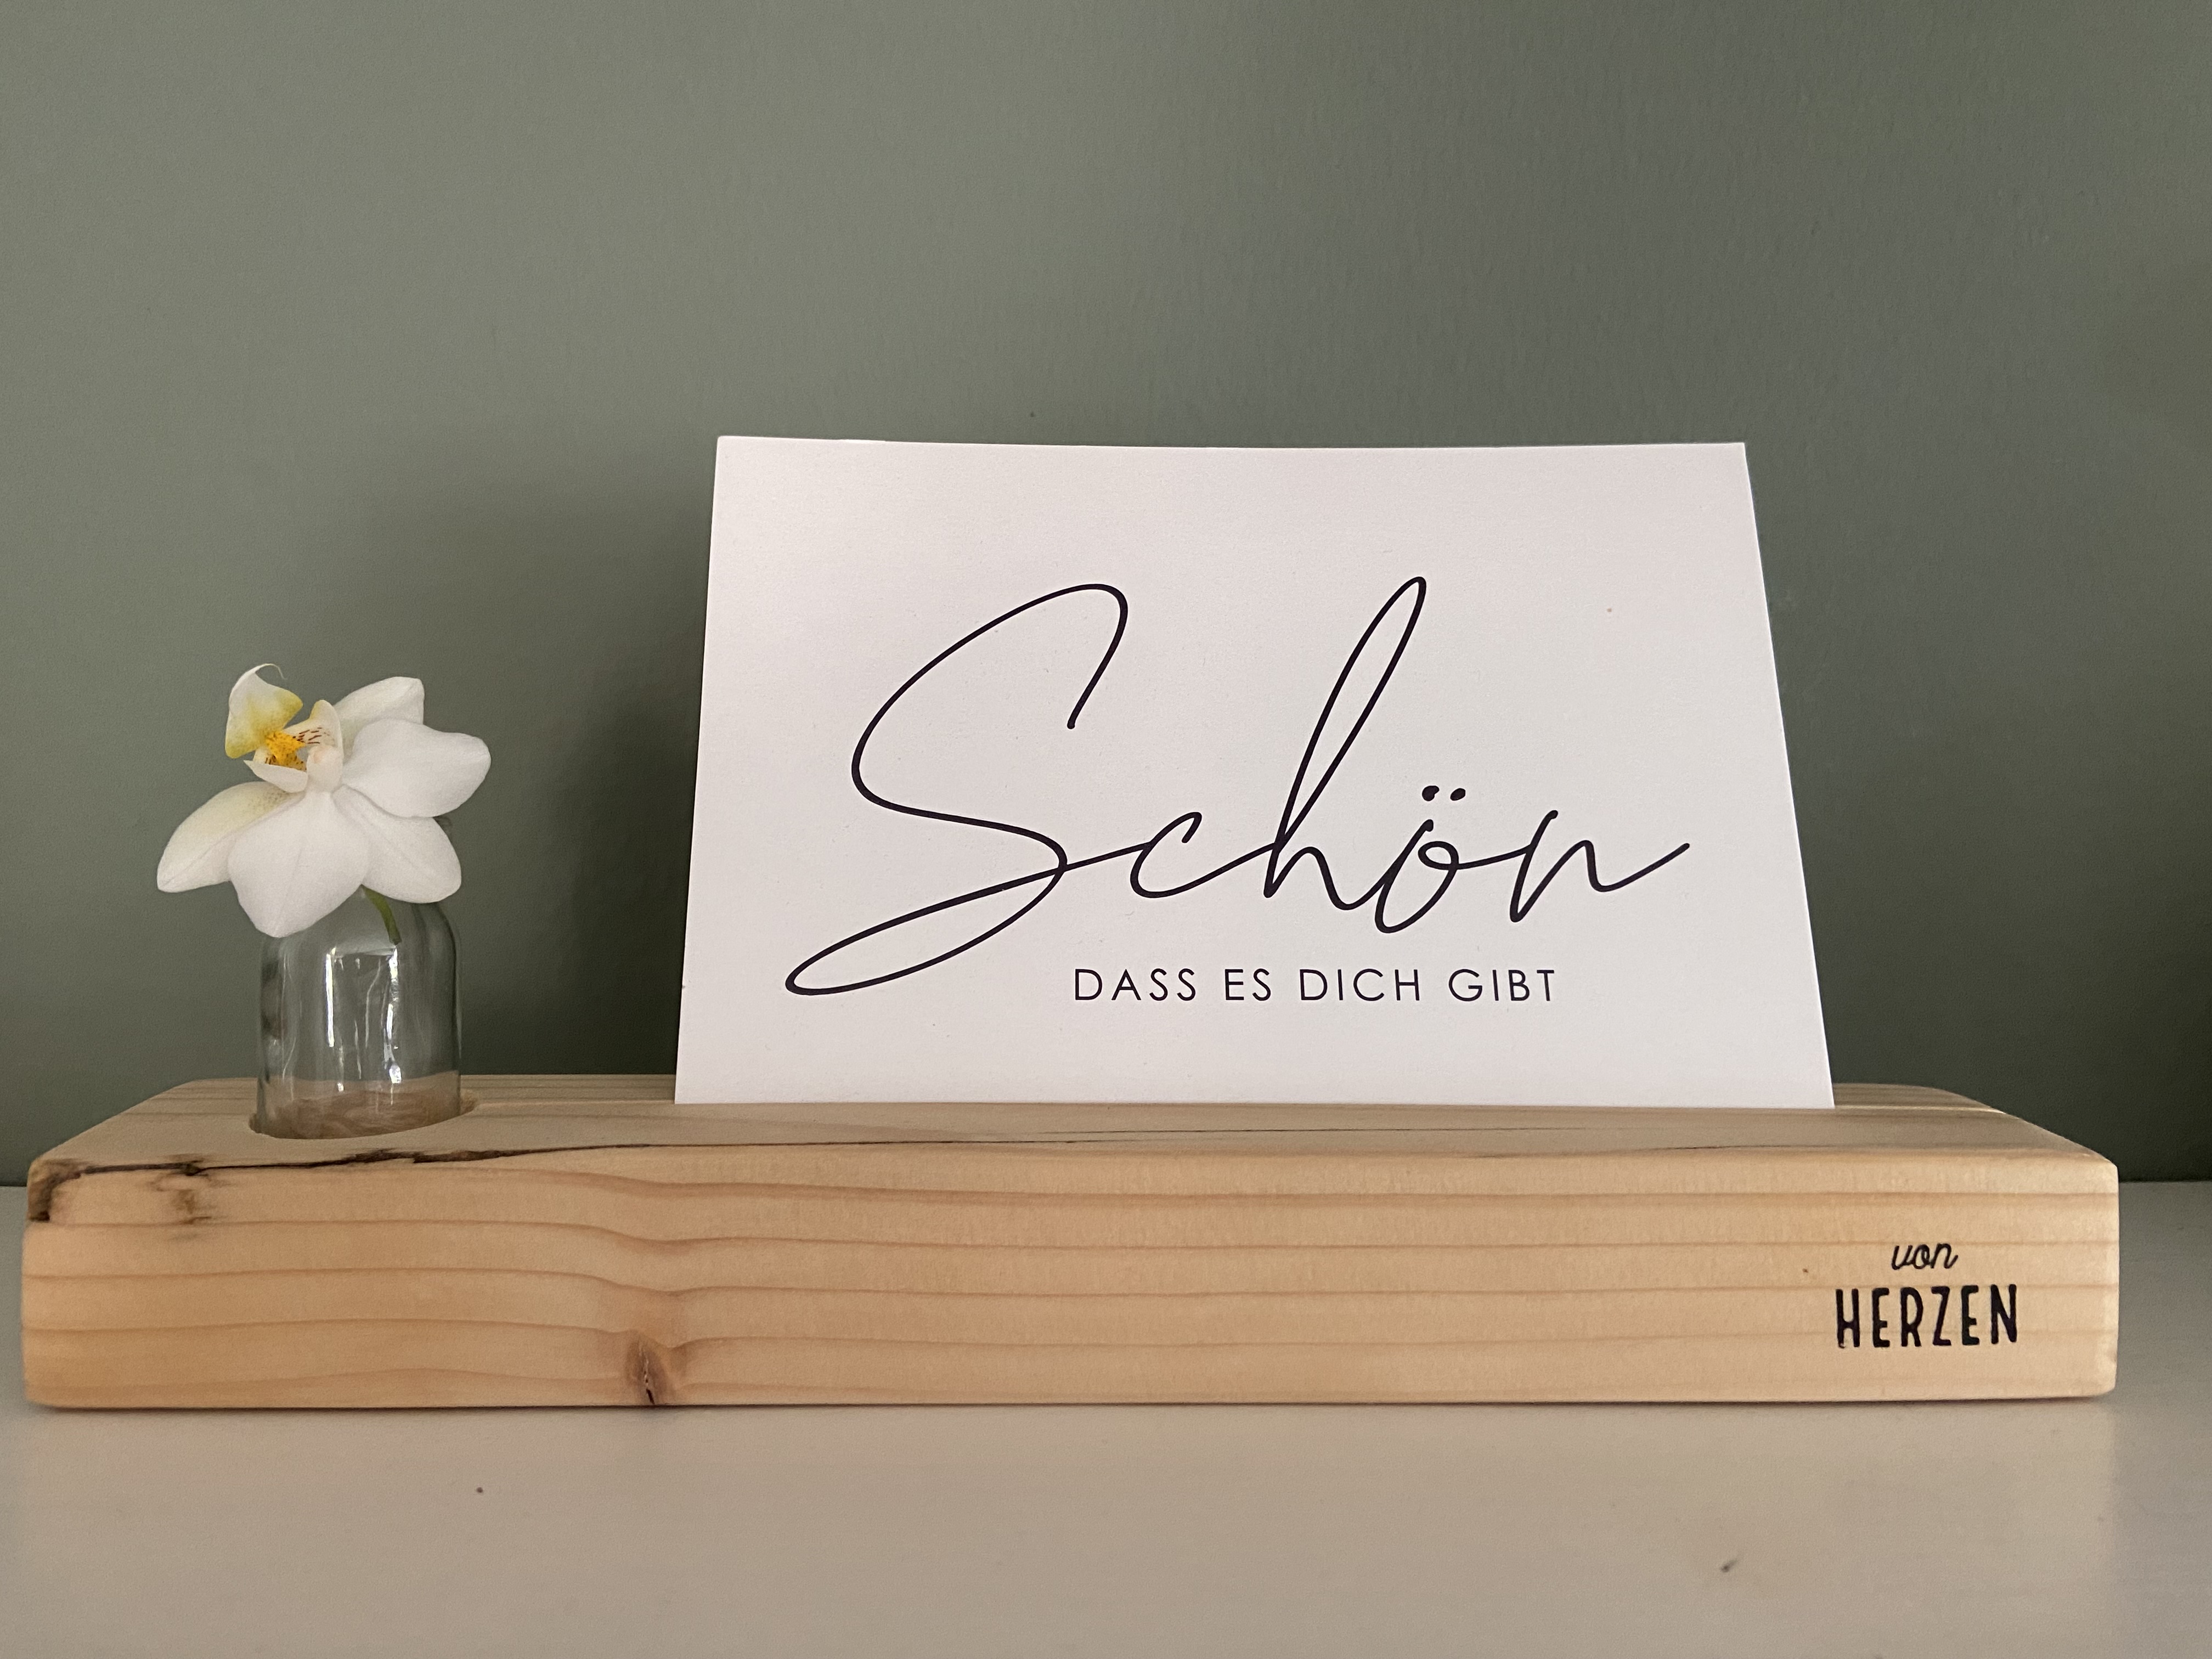 Schön
DASS ES DICH GIBT
von
HERZEN